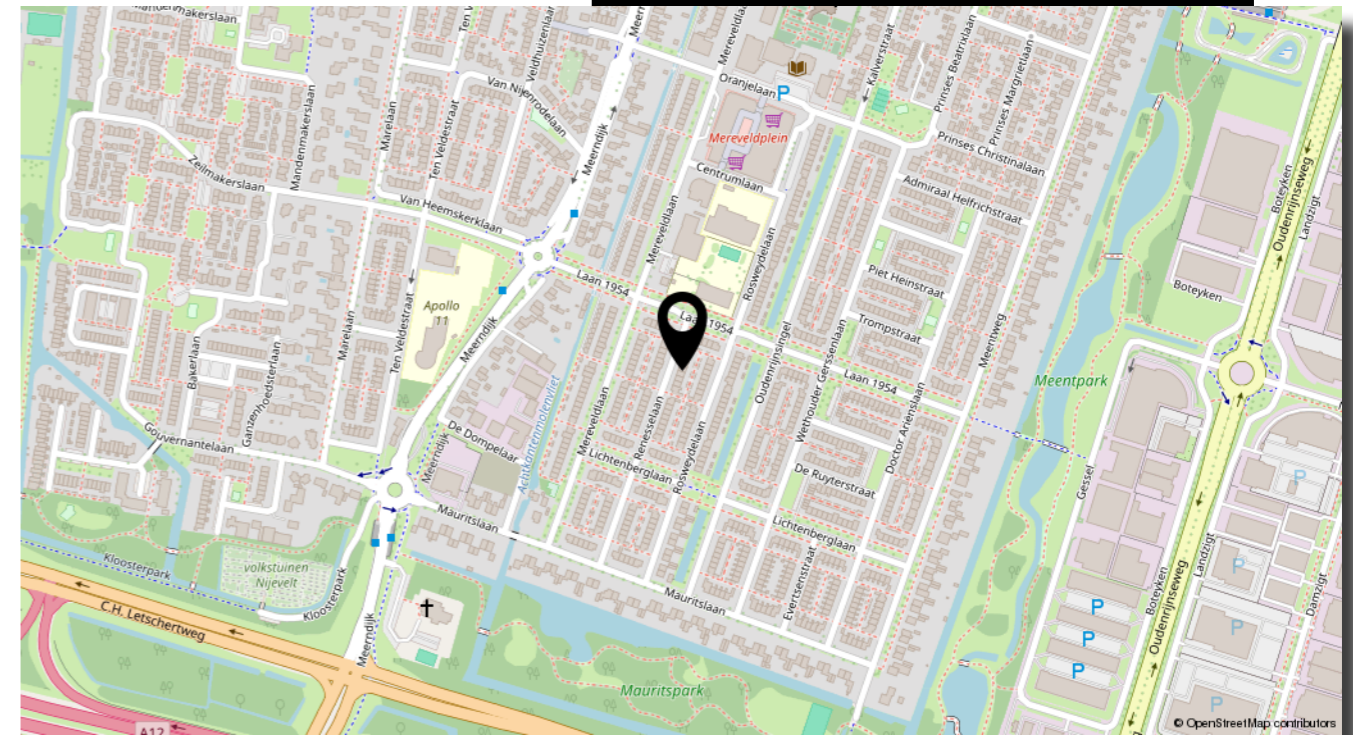 Mandenmakerslaan
Ten V
Veldhuizenlaan
Meern
Mereveldlaan
Kalverstraat
Prinses Beatrixlaan
Prinses Margrietlaan
Van Nijenrodelaan
Oranjelaan
P
Marelaan
Ten Veldestraat
Meerndijk
Mereveldplein
Prinses Christinalaan
Zeilmakerslaan
Mandenmakerslaan
Centrumlaan
Admiraal Helfrichstraat
Boteyken
Oudenrijnseweg
Landzigt
Van Heemskerklaan
Mereveldlaan
Rosweydelaan
Laan 1954
Piet Heinstraat
Boteyken
Apollo
11
Laan 1954
Trompstraat
Marelaan
Ten Veldestraat
Meerndijk
Oudenrijnsingel
Wethouder Gerssenlaan
Meentweg
Bakerlaan
Ganzenhoedsterlaan
Laan 1954
Meentpark
Achtkantenmolenvliet
Mereveldlaan
Renesselaan
Rosweydelaan
Doctor Ariënslaan
Gouvernantelaan
Meerndijk
De Dompelaar
Lichtenberglaan
De Ruyterstraat
Gessel
P
Mauritslaan
Lichtenberglaan
Kloosterpark
volkstuinen
Nijevelt
Kloosterpark
Evertsenstraat
Boteyken
Landzigt
P
Damzigt
Mauritslaan
P
P
P
Oudenrijnseweg
C.H. Letschertweg
Meerndijk
P
Mauritspark
P
A12
© OpenStreetMap contributors